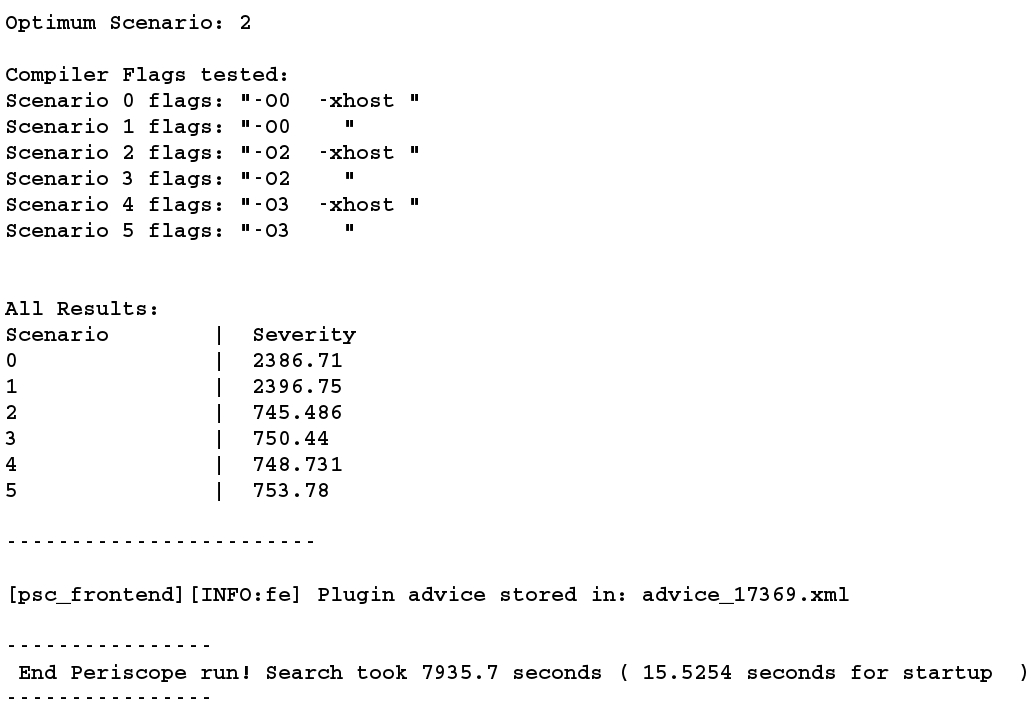 Optimum Scenario: 2
Compiler Flags tested:
Scenario 0 flags: "-O0  -xhost "
Scenario 1 flags: "-O0    "
Scenario 2 flags: "-O2  -xhost "
Scenario 3 flags: "-O2    "
Scenario 4 flags: "-O3  -xhost "
Scenario 5 flags: "-O3    "
All Results:
Scenario        |  Severity
0               |  2386.71
1               |  2396.75
2               |  745.486
3               |  750.44
4               |  748.731
5               |  753.78
------------------------
[psc_frontend][INFO:fe] Plugin advice stored in: advice_17369.xml
----------------
End Periscope run! Search took 7935.7 seconds ( 15.5254 seconds for startup  )
----------------